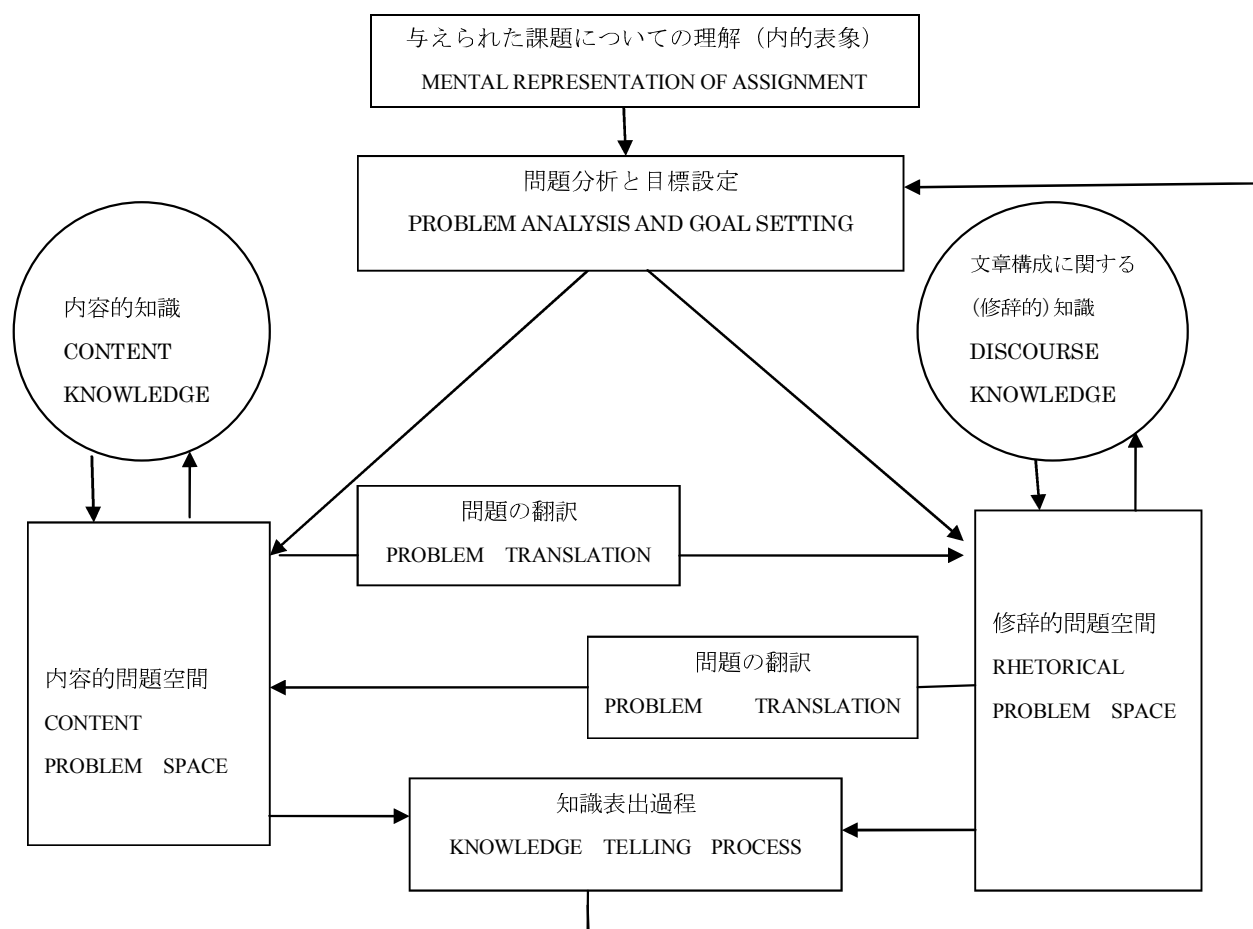 与えられた課題についての理解（内的表象）
MENTAL REPRESENTATION OF ASSIGNMENT
問題分析と目標設定
PROBLEM ANALYSIS AND GOAL SETTING
内容的知識
CONTENT
KNOWLEDGE
文章構成に関する
(修辞的)知識
DISCOURSE
KNOWLEDGE
問題の翻訳
PROBLEM TRANSLATION
内容的問題空間
CONTENT
PROBLEM SPACE
問題の翻訳
PROBLEM TRANSLATION
修辞的問題空間
RHETORICAL
PROBLEM SPACE
知識表出過程
KNOWLEDGE TELLING PROCESS